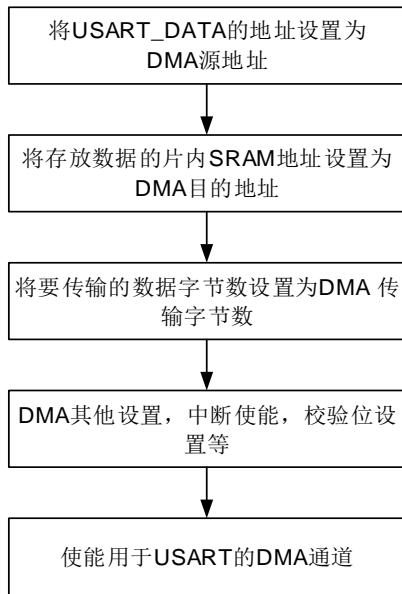 将USART_DATA的地址设置为
DMA源地址
将存放数据的片内SRAM地址设置为
DMA目的地址
将要传输的数据字节数设置为DMA 传
输字节数
DMA其他设置，中断使能，校验位设
置等
使能用于USART的DMA通道